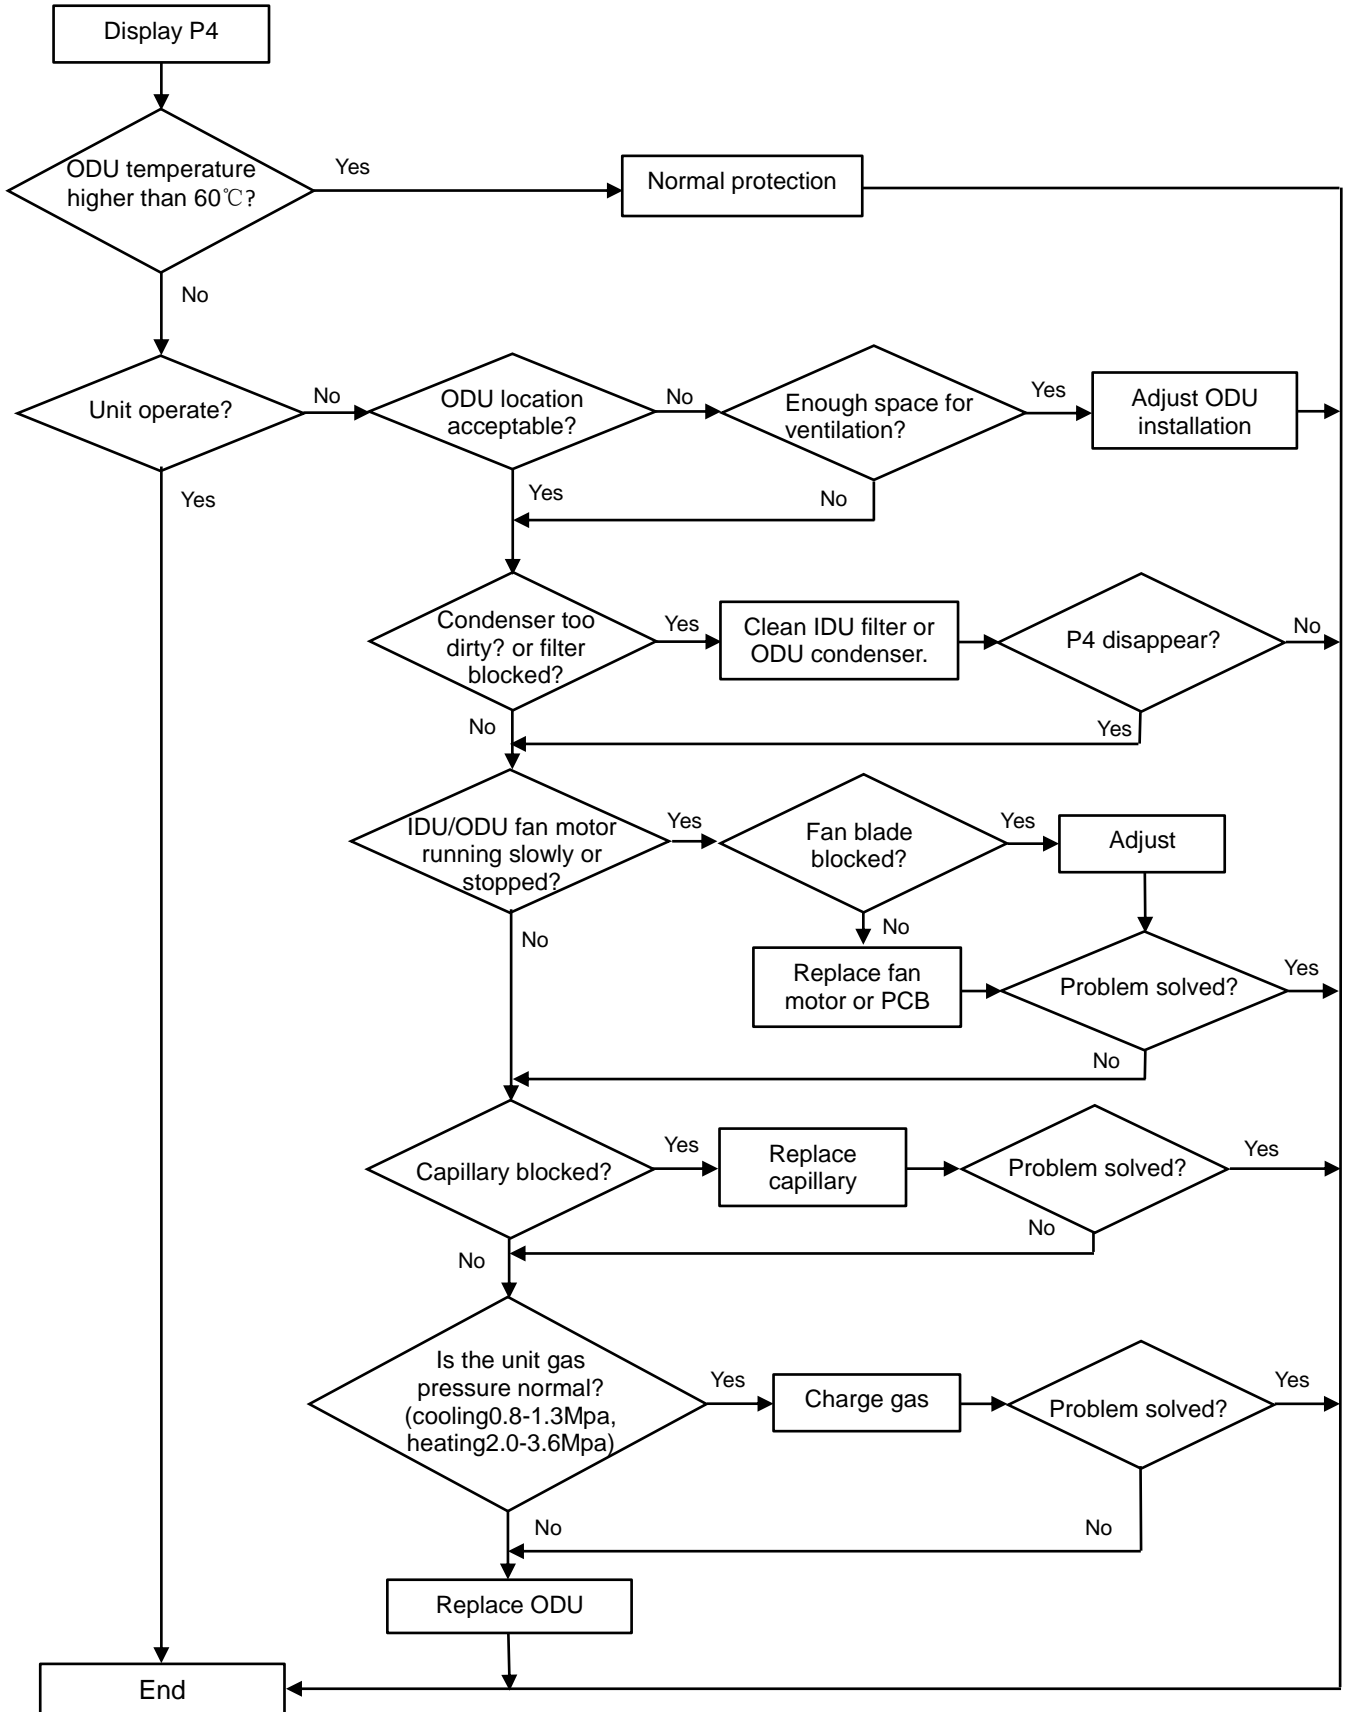 Display P4
ODU temperature
higher than 60℃?
Yes
Normal protection
No
Unit operate?
No
ODU location
acceptable?
No
Enough space for
ventilation?
Yes
Adjust ODU
installation
Yes
Yes
No
Condenser too
dirty? or filter
blocked?
Yes
Clean IDU filter or
ODU condenser.
P4 disappear?
No
No
Yes
IDU/ODU fan motor
running slowly or
stopped?
Yes
Fan blade
blocked?
Yes
Adjust
No
No
Replace fan
motor or PCB
Problem solved?
Yes
No
Capillary blocked?
Yes
Replace
capillary
Problem solved?
Yes
No
No
Is the unit gas
pressure normal?
(cooling0.8-1.3Mpa,
heating2.0-3.6Mpa)
Yes
Charge gas
Problem solved?
Yes
No
No
Replace ODU
End